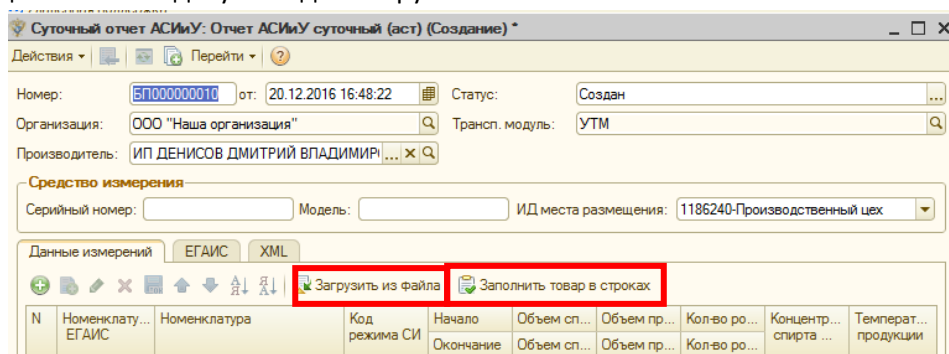 Суточный отчет АСИиУ: Отчет АСИиУ суточный (аст) (Создание) *
Действия Перейти
Номер: БП000000010 от: 20.12.2016 16:48:22 Статус: Создан ...
Организация: ООО "Наша организация" Трансп. модуль: УТМ
Производитель: ИП ДЕНИСОВ ДМИТРИЙ ВЛАДИМИР ...
Средство измерения
Серийный номер: Модель: ИД места размещения: 1186240-Производственный цех
Данные измерений ЕГАИС XML
Загрузить из файла Заполнить товар в строках
N Номенклату... Номенклатура Код Начало Объем сп... Объем пр... Кол-во ро... Концентр... Температ...
ЕГАИС режима СИ Окончание Объем сп... Объем пр... Кол-во ро... спирта ... продукции